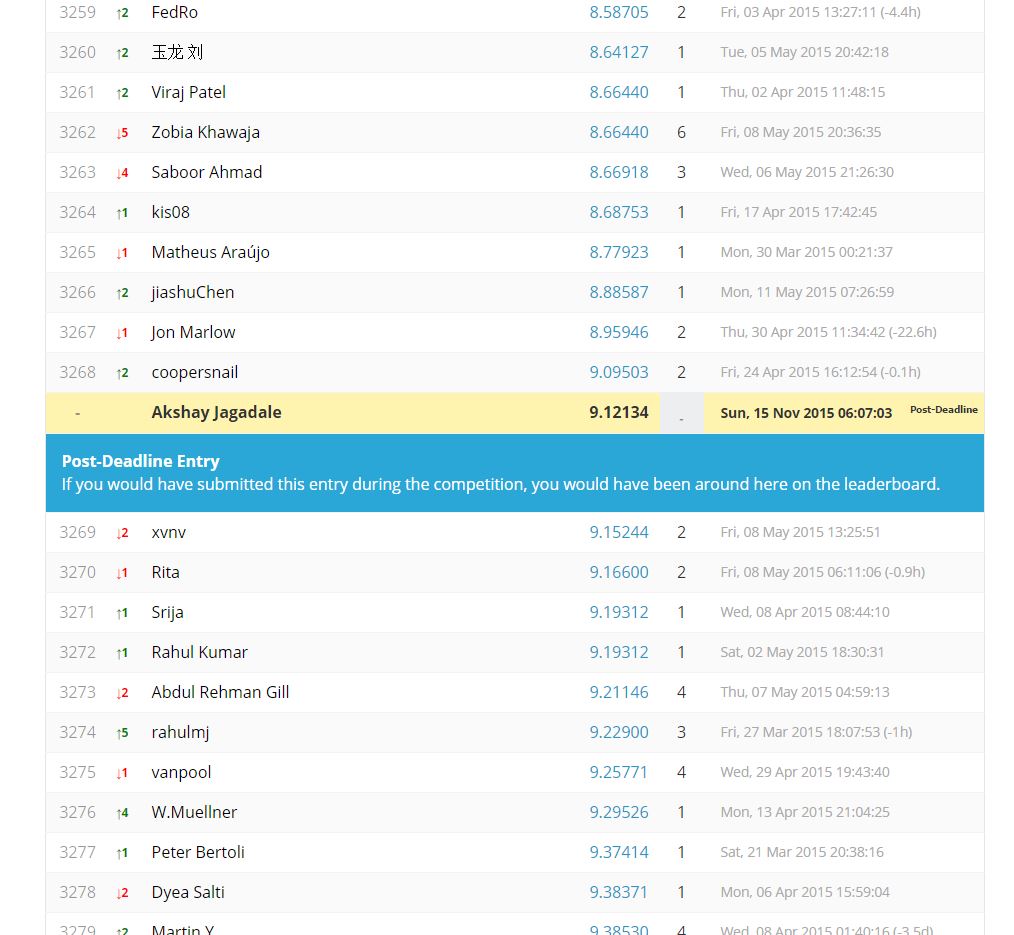 3259 ↑2 FedRo 8.58705 2 Fri, 03 Apr 2015 13:27:11 (-4.4h)
3260 ↑2 玉龙 刘 8.64127 1 Tue, 05 May 2015 20:42:18
3261 ↑2 Viraj Patel 8.66440 1 Thu, 02 Apr 2015 11:48:15
3262 ↓5 Zobia Khawaja 8.66440 6 Fri, 08 May 2015 20:36:35
3263 ↓4 Saboor Ahmad 8.66918 3 Wed, 06 May 2015 21:26:30
3264 ↑1 kis08 8.68753 1 Fri, 17 Apr 2015 17:42:45
3265 ↓1 Matheus Araújo 8.77923 1 Mon, 30 Mar 2015 00:21:37
3266 ↑2 jiashuChen 8.88587 1 Mon, 11 May 2015 07:26:59
3267 ↓1 Jon Marlow 8.95946 2 Thu, 30 Apr 2015 11:34:42 (-22.6h)
3268 ↑2 coopersnail 9.09503 2 Fri, 24 Apr 2015 16:12:54 (-0.1h)
- Akshay Jagadale 9.12134 - Sun, 15 Nov 2015 06:07:03 Post-Deadline
Post-Deadline Entry
If you would have submitted this entry during the competition, you would have been around here on the leaderboard.
3269 ↓2 xvnv 9.15244 2 Fri, 08 May 2015 13:25:51
3270 ↓1 Rita 9.16600 2 Fri, 08 May 2015 06:11:06 (-0.9h)
3271 ↑1 Srija 9.19312 1 Wed, 08 Apr 2015 08:44:10
3272 ↑1 Rahul Kumar 9.19312 1 Sat, 02 May 2015 18:30:31
3273 ↓2 Abdul Rehman Gill 9.21146 4 Thu, 07 May 2015 04:59:13
3274 ↑5 rahulmj 9.22900 3 Fri, 27 Mar 2015 18:07:53 (-1h)
3275 ↓1 vanpool 9.25771 4 Wed, 29 Apr 2015 19:43:40
3276 ↑4 W.Muellner 9.29526 1 Mon, 13 Apr 2015 21:04:25
3277 ↑1 Peter Bertoli 9.37414 1 Sat, 21 Mar 2015 20:38:16
3278 ↓2 Dyea Salti 9.38371 1 Mon, 06 Apr 2015 15:59:04
3279 ↑2 Martin Y 9.38530 4 Wed, 08 Apr 2015 01:40:16 (-3.5d)